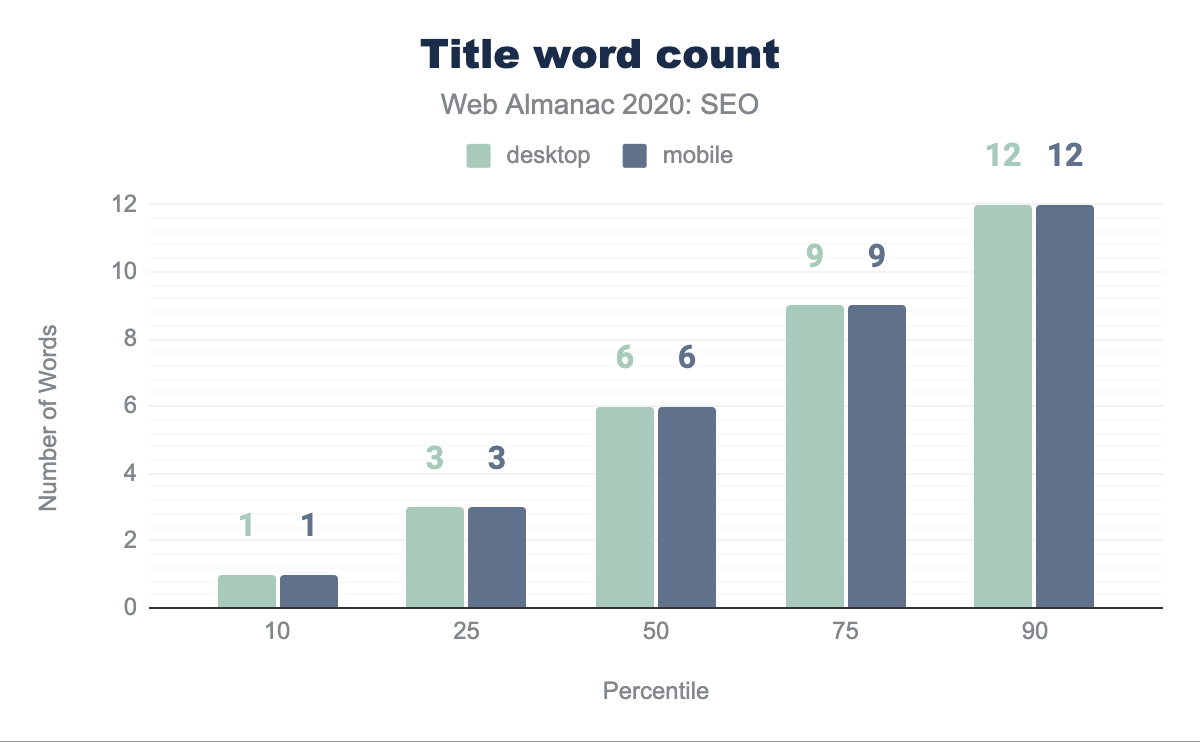 Title word count
Web Almanac 2020: SEO
desktop mobile
12 12
12
9 9
10
8
6 6
6
3 3
4
1 1
2
0
Number of Words
10 25 50 75 90
Percentile